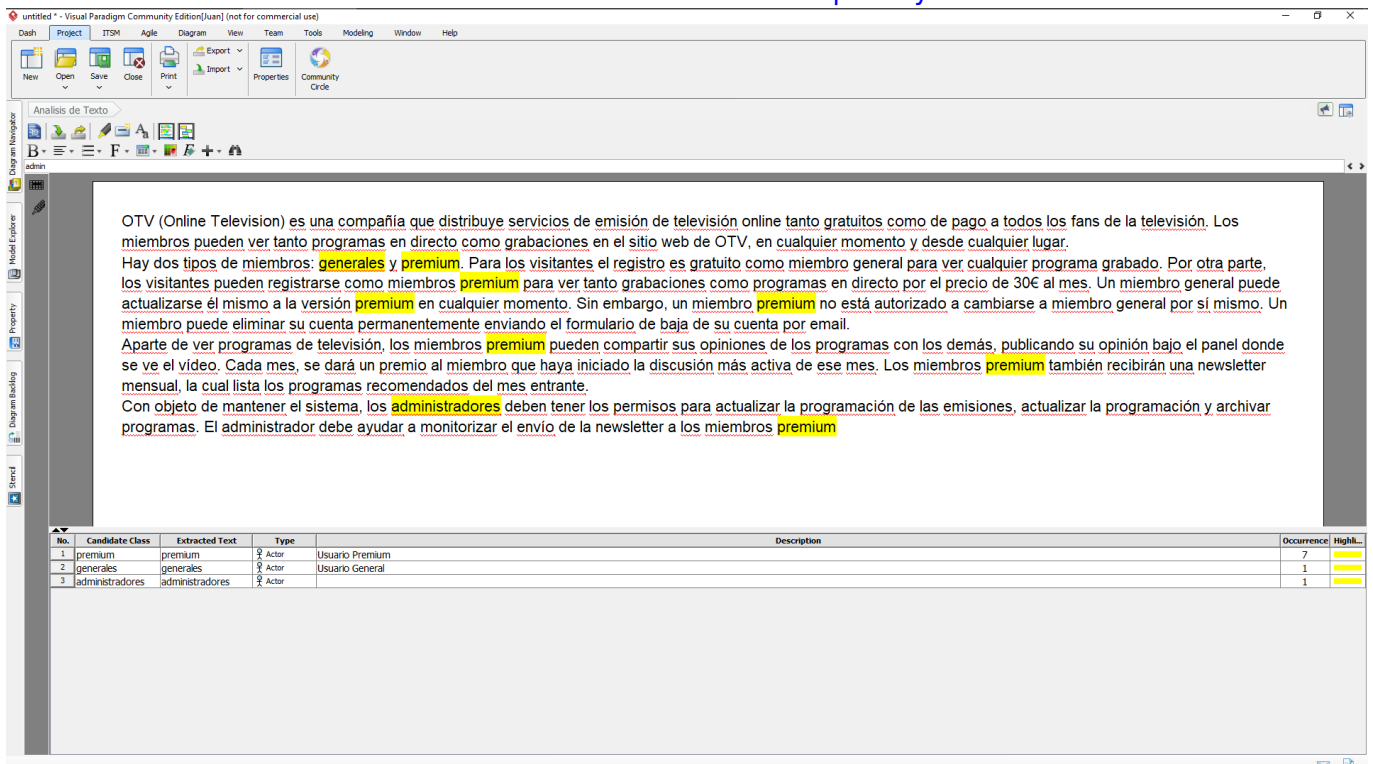 untitled * - Visual Paradigm Community Edition[Juan] (not for commercial use)
Dash Project ITSM Agile Diagram View Team Tools Modeling Window Help
New Open Save Close Print Export Import Properties Community Circle
Analisis de Texto
Diagram Navigator
B F F
admin
Model Explorer
Property
Diagram Backlog
Stencil
OTV (Online Television) es una compañía que distribuye servicios de emisión de televisión online tanto gratuitos como de pago a todos los fans de la televisión. Los
miembros pueden ver tanto programas en directo como grabaciones en el sitio web de OTV, en cualquier momento y desde cualquier lugar.
Hay dos tipos de miembros: generales y premium. Para los visitantes el registro es gratuito como miembro general para ver cualquier programa grabado. Por otra parte,
los visitantes pueden registrarse como miembros premium para ver tanto grabaciones como programas en directo por el precio de 30€ al mes. Un miembro general puede
actualizarse él mismo a la versión premium en cualquier momento. Sin embargo, un miembro premium no está autorizado a cambiarse a miembro general por sí mismo. Un
miembro puede eliminar su cuenta permanentemente enviando el formulario de baja de su cuenta por email.
Aparte de ver programas de televisión, los miembros premium pueden compartir sus opiniones de los programas con los demás, publicando su opinión bajo el panel donde
se ve el vídeo. Cada mes, se dará un premio al miembro que haya iniciado la discusión más activa de ese mes. Los miembros premium también recibirán una newsletter
mensual, la cual lista los programas recomendados del mes entrante.
Con objeto de mantener el sistema, los administradores deben tener los permisos para actualizar la programación de las emisiones, actualizar la programación y archivar
programas. El administrador debe ayudar a monitorizar el envío de la newsletter a los miembros premium
No. Candidate Class Extracted Text Type Description Occurrence Highli...
1 premium premium Actor Usuario Premium 7
2 generales generales Actor Usuario General 1
3 administradores administradores Actor 1